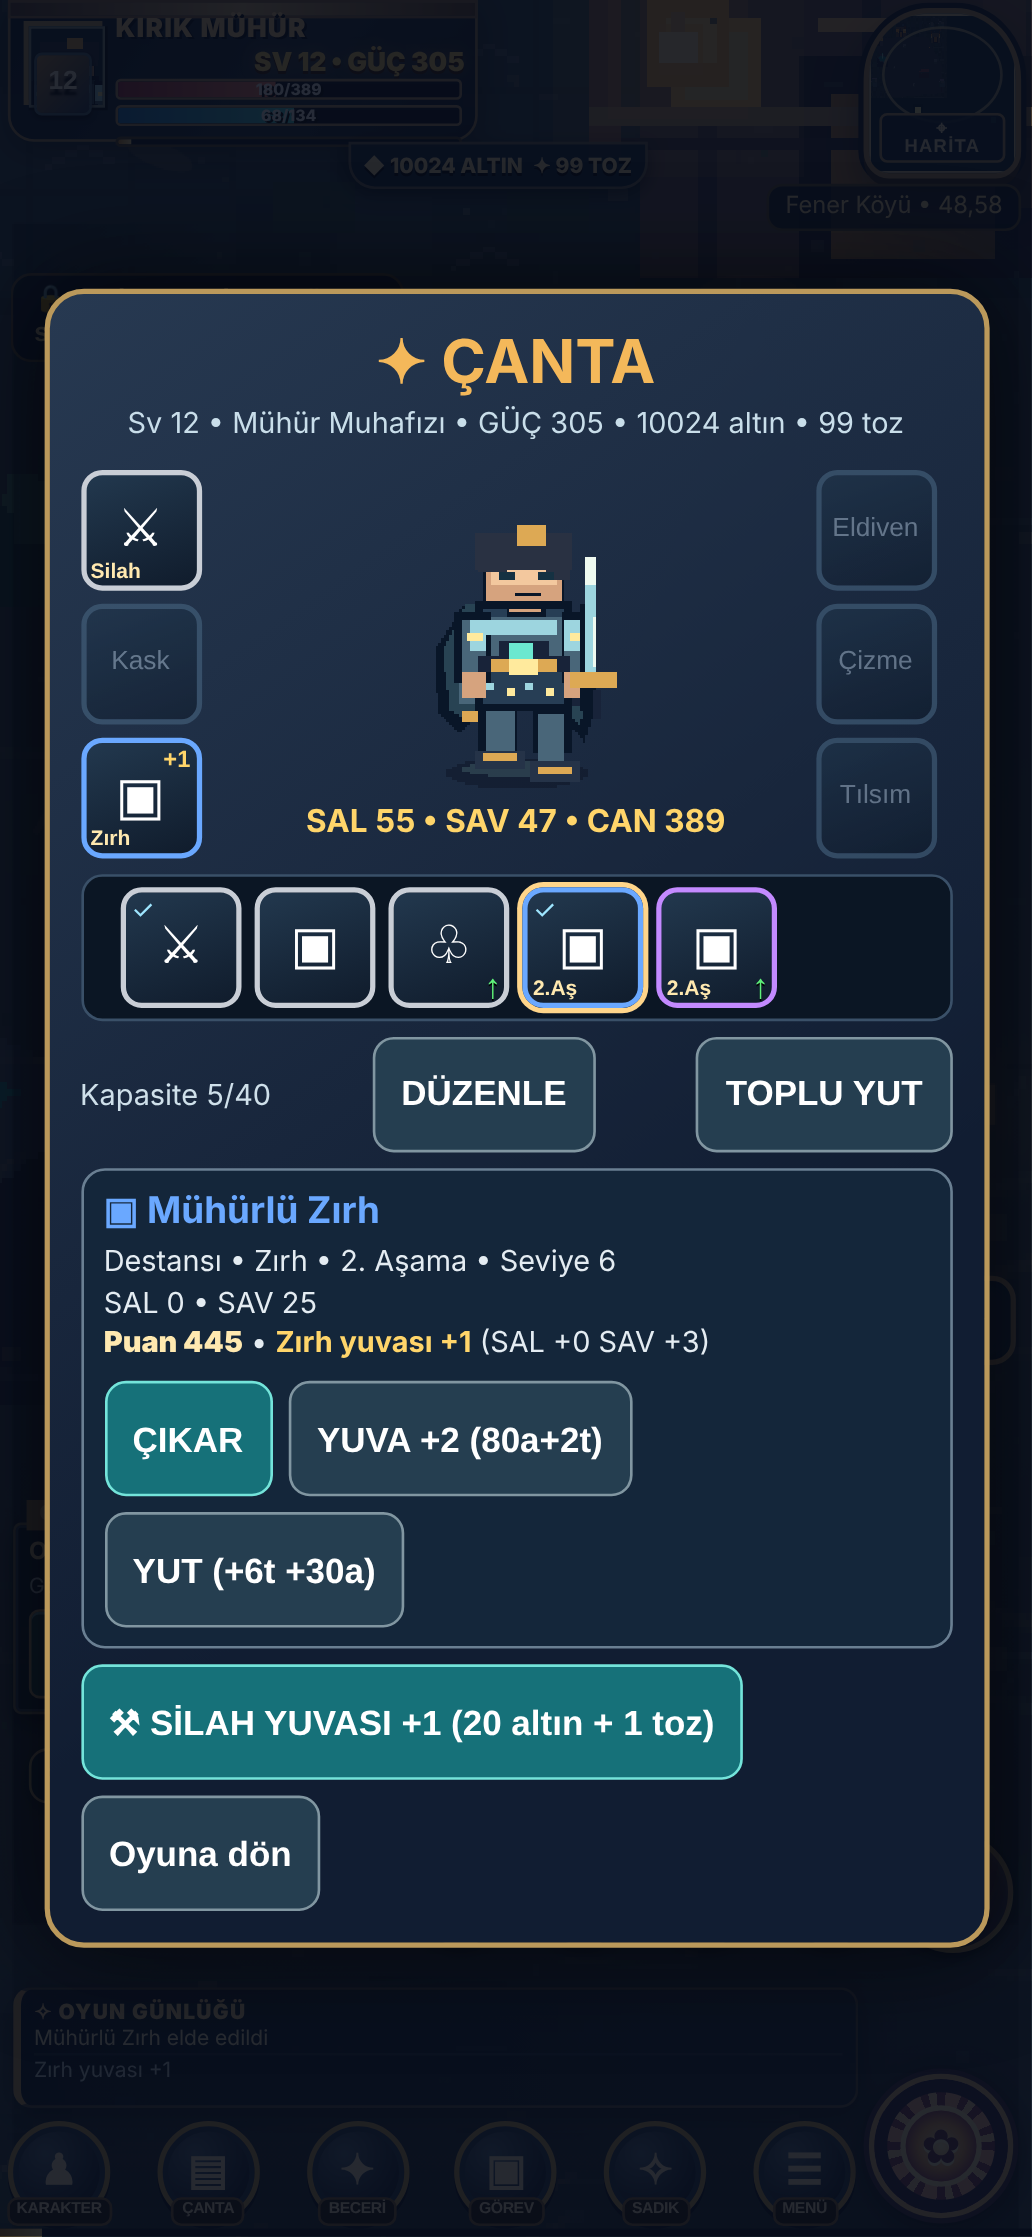 KIRIK MÜHÜR
SV 12 • GÜÇ 305
12
180/389
68/134
◆ 10024 ALTIN ✦ 99 TOZ
HARİTA
Fener Köyü • 48,58
✦ ÇANTA
Sv 12 • Mühür Muhafızı • GÜÇ 305 • 10024 altın • 99 toz
Silah
Eldiven
Kask
Çizme
+1
Zırh
Tılsım
SAL 55 • SAV 47 • CAN 389
2.Aş
2.Aş
Kapasite 5/40
DÜZENLE
TOPLU YUT
▣ Mühürlü Zırh
Destansı • Zırh • 2. Aşama • Seviye 6
SAL 0 • SAV 25
Puan 445 • Zırh yuvası +1 (SAL +0 SAV +3)
ÇIKAR
YUVA +2 (80a+2t)
YUT (+6t +30a)
⚒ SİLAH YUVASI +1 (20 altın + 1 toz)
Oyuna dön
✧ OYUN GÜNLÜĞÜ
Mühürlü Zırh elde edildi
Zırh yuvası +1
KARAKTER
ÇANTA
BECERİ
GÖREV
SADIK
MENÜ